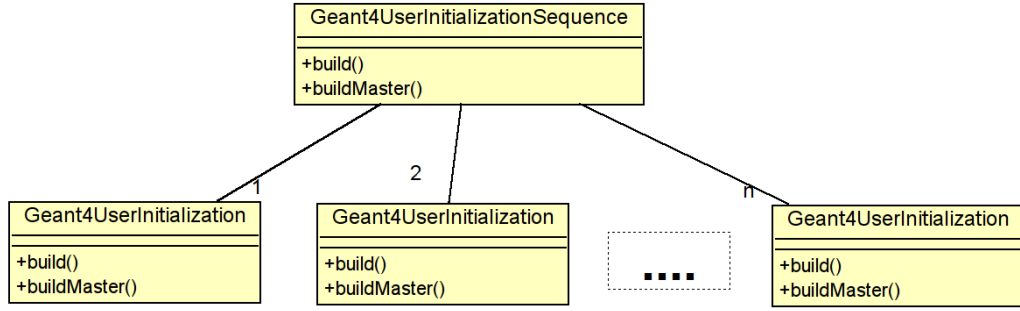 Geant4UserInitializationSequence
+build()
+buildMaster()
1
2
n
Geant4UserInitialization
+build()
+buildMaster()
Geant4UserInitialization
+build()
+buildMaster()
....
Geant4UserInitialization
+build()
+buildMaster()